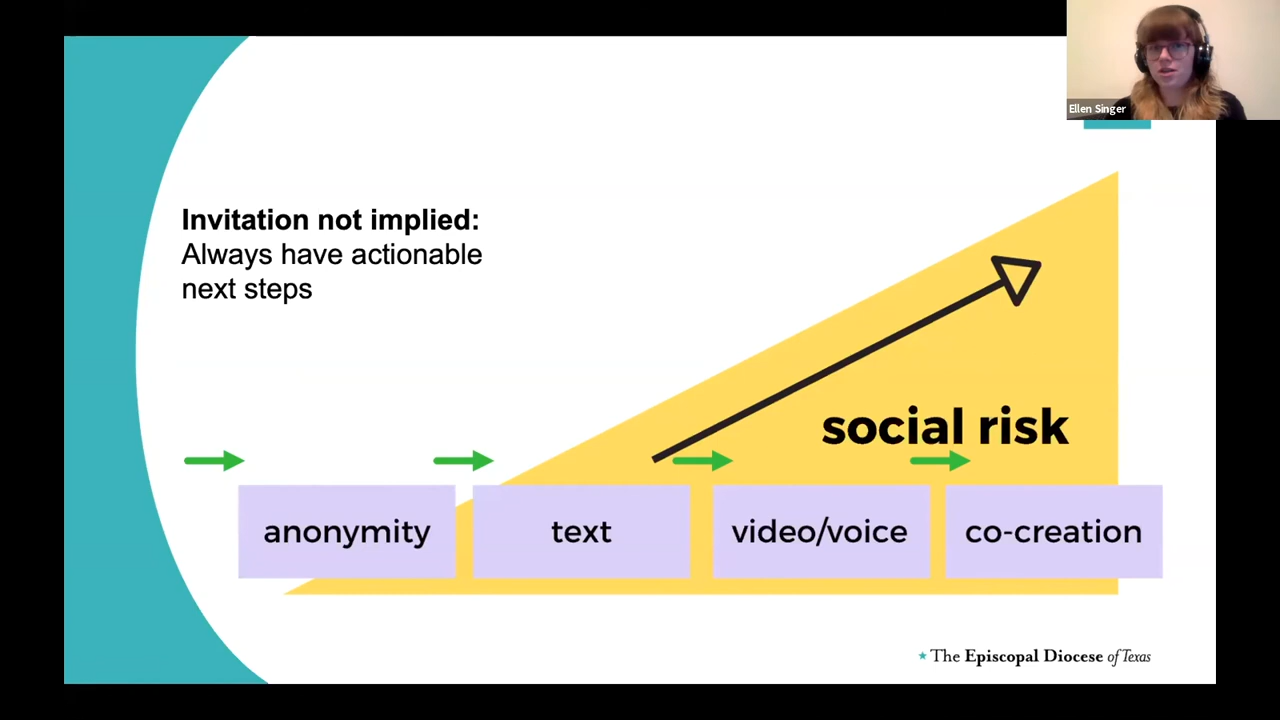 Ellen Singer
Invitation not implied:
Always have actionable
next steps
social risk
anonymity
text
video/voice
co-creation
The Episcopal Diocese of Texas